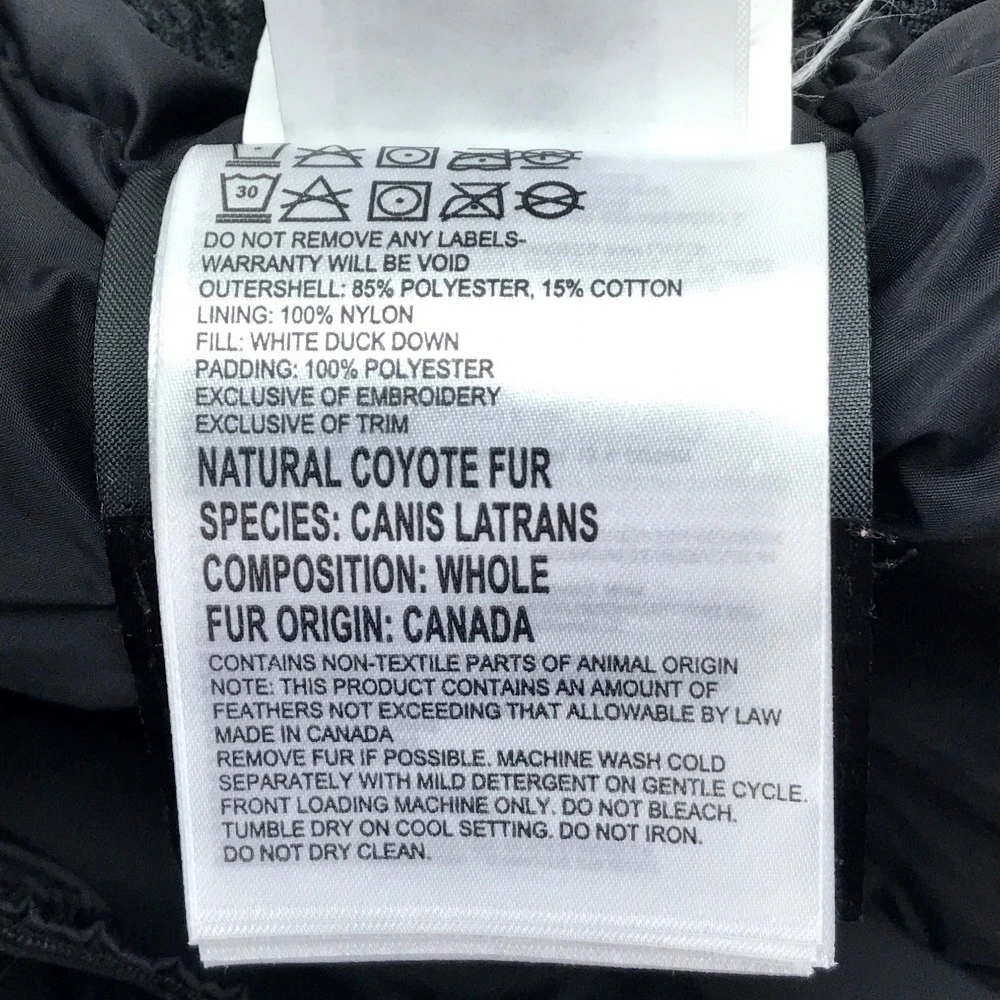 30
DO NOT REMOVE ANY LABELS-
WARRANTY WILL BE VOID
OUTERSHELL: 85% POLYESTER, 15% COTTON
LINING: 100% NYLON
FILL: WHITE DUCK DOWN
PADDING: 100% POLYESTER
EXCLUSIVE OF EMBROIDERY
EXCLUSIVE OF TRIM
NATURAL COYOTE FUR
SPECIES: CANIS LATRANS
COMPOSITION: WHOLE
FUR ORIGIN: CANADA
CONTAINS NON-TEXTILE PARTS OF ANIMAL ORIGIN
NOTE: THIS PRODUCT CONTAINS AN AMOUNT OF
FEATHERS NOT EXCEEDING THAT ALLOWABLE BY LAW
MADE IN CANADA
REMOVE FUR IF POSSIBLE. MACHINE WASH COLD
SEPARATELY WITH MILD DETERGENT ON GENTLE CYCLE.
FRONT LOADING MACHINE ONLY. DO NOT BLEACH.
TUMBLE DRY ON COOL SETTING. DO NOT IRON.
DO NOT DRY CLEAN.